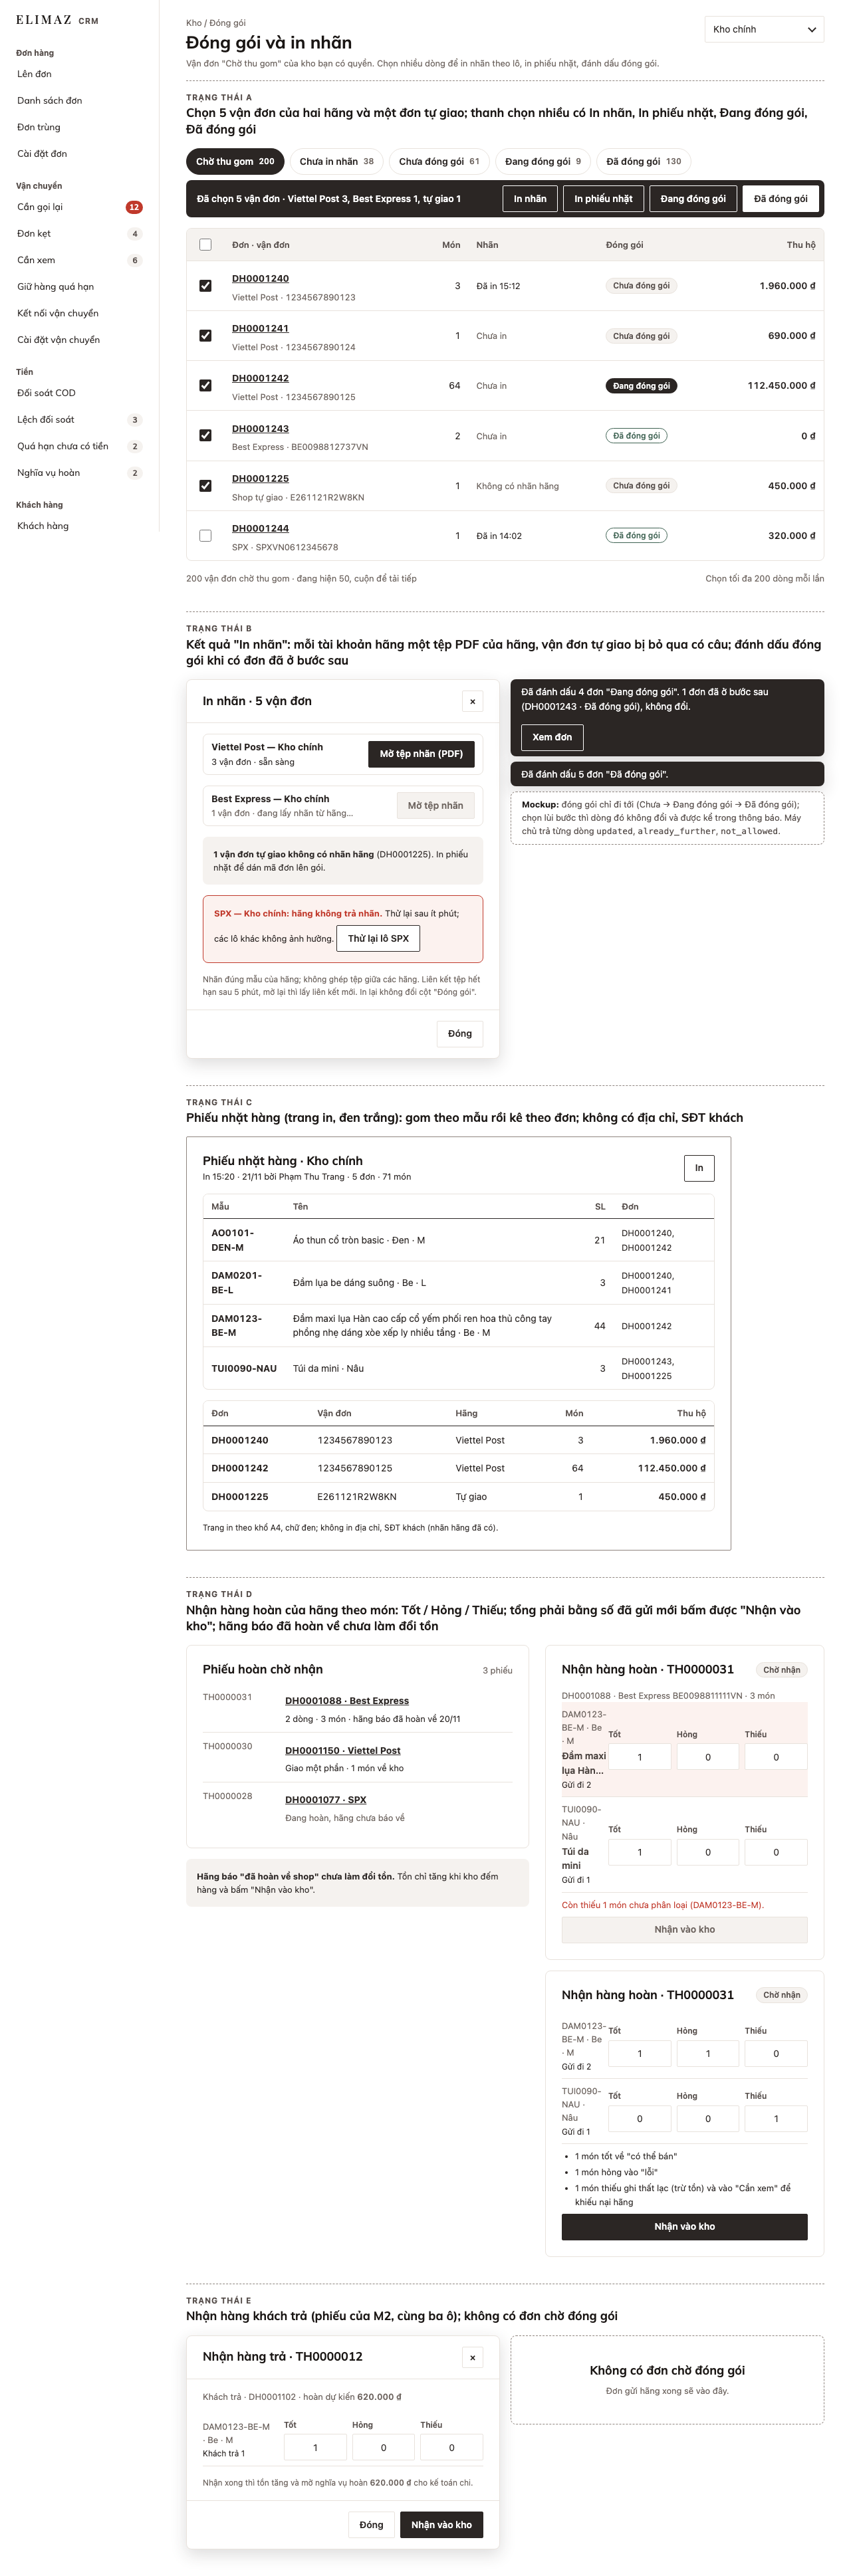 ELIMAZ CRM
Đơn hàng
Lên đơn
Danh sách đơn
Đơn trùng
Cài đặt đơn
Vận chuyển
Cần gọi lại 12
Đơn kẹt 4
Cần xem 6
Giữ hàng quá hạn
Kết nối vận chuyển
Cài đặt vận chuyển
Tiền
Đối soát COD
Lệch đối soát 3
Quá hạn chưa có tiền 2
Nghĩa vụ hoàn 2
Khách hàng
Khách hàng
Kho / Đóng gói
Đóng gói và in nhãn
Vận đơn "Chờ thu gom" của kho bạn có quyền. Chọn nhiều dòng để in nhãn theo lô, in phiếu nhặt, đánh dấu đóng gói.
Kho chính
TRẠNG THÁI A
Chọn 5 vận đơn của hai hãng và một đơn tự giao; thanh chọn nhiều có In nhãn, In phiếu nhặt, Đang đóng gói,
Đã đóng gói
Chờ thu gom 200
Chưa in nhãn 38
Chưa đóng gói 61
Đang đóng gói 9
Đã đóng gói 130
Đã chọn 5 vận đơn · Viettel Post 3, Best Express 1, tự giao 1
In nhãn
In phiếu nhặt
Đang đóng gói
Đã đóng gói
Đơn · vận đơn Món Nhãn Đóng gói Thu hộ
DH0001240
Viettel Post · 1234567890123
3 Đã in 15:12 Chưa đóng gói 1.960.000 ₫
DH0001241
Viettel Post · 1234567890124
1 Chưa in Chưa đóng gói 690.000 ₫
DH0001242
Viettel Post · 1234567890125
64 Chưa in Đang đóng gói 112.450.000 ₫
DH0001243
Best Express · BE0098812737VN
2 Chưa in Đã đóng gói 0 ₫
DH0001225
Shop tự giao · E261121R2W8KN
1 Không có nhãn hãng Chưa đóng gói 450.000 ₫
DH0001244
SPX · SPXVN0612345678
1 Đã in 14:02 Đã đóng gói 320.000 ₫
200 vận đơn chờ thu gom · đang hiện 50, cuộn để tải tiếp
Chọn tối đa 200 dòng mỗi lần
TRẠNG THÁI B
Kết quả "In nhãn": mỗi tài khoản hãng một tệp PDF của hãng, vận đơn tự giao bị bỏ qua có câu; đánh dấu đóng
gói khi có đơn đã ở bước sau
In nhãn · 5 vận đơn
×
Viettel Post — Kho chính
3 vận đơn · sẵn sàng
Mở tệp nhãn (PDF)
Best Express — Kho chính
1 vận đơn · đang lấy nhãn từ hãng...
Mở tệp nhãn
1 vận đơn tự giao không có nhãn hãng (DH0001225). In phiếu
nhặt để dán mã đơn lên gói.
SPX — Kho chính: hãng không trả nhãn. Thử lại sau ít phút;
các lô khác không ảnh hưởng. Thử lại lô SPX
Nhãn đúng mẫu của hãng; không ghép tệp giữa các hãng. Liên kết tệp hết
hạn sau 5 phút, mở lại thì lấy liên kết mới. In lại không đổi cột "Đóng gói".
Đóng
Đã đánh dấu 4 đơn "Đang đóng gói". 1 đơn đã ở bước sau
(DH0001243 · Đã đóng gói), không đổi.
Xem đơn
Đã đánh dấu 5 đơn "Đã đóng gói".
Mockup: đóng gói chỉ đi tới (Chưa → Đang đóng gói → Đã đóng gói);
chọn lùi bước thì dòng đó không đổi và được kể trong thông báo. Máy
chủ trả từng dòng updated, already_further, not_allowed.
TRẠNG THÁI C
Phiếu nhặt hàng (trang in, đen trắng): gom theo mẫu rồi kê theo đơn; không có địa chỉ, SĐT khách
Phiếu nhặt hàng · Kho chính
In 15:20 · 21/11 bởi Phạm Thu Trang · 5 đơn · 71 món
In
Mẫu Tên SL Đơn
AO0101-
DEN-M
Áo thun cổ tròn basic · Đen · M 21
DH0001240,
DH0001242
DAM0201-
BE-L
Đầm lụa be dáng suông · Be · L 3
DH0001240,
DH0001241
DAM0123-
BE-M
Đầm maxi lụa Hàn cao cấp cổ yếm phối ren hoa thủ công tay
phồng nhẹ dáng xòe xếp ly nhiều tầng · Be · M
44 DH0001242
TUI0090-NAU Túi da mini · Nâu 3
DH0001243,
DH0001225
Đơn Vận đơn Hãng Món Thu hộ
DH0001240 1234567890123 Viettel Post 3 1.960.000 ₫
DH0001242 1234567890125 Viettel Post 64 112.450.000 ₫
DH0001225 E261121R2W8KN Tự giao 1 450.000 ₫
Trang in theo khổ A4, chữ đen; không in địa chỉ, SĐT khách (nhãn hãng đã có).
TRẠNG THÁI D
Nhận hàng hoàn của hãng theo món: Tốt / Hỏng / Thiếu; tổng phải bằng số đã gửi mới bấm được "Nhận vào
kho"; hãng báo đã hoàn về chưa làm đổi tồn
Phiếu hoàn chờ nhận
3 phiếu
TH0000031
DH0001088 · Best Express
2 dòng · 3 món · hãng báo đã hoàn về 20/11
TH0000030
DH0001150 · Viettel Post
Giao một phần · 1 món về kho
TH0000028
DH0001077 · SPX
Đang hoàn, hãng chưa báo về
Hãng báo "đã hoàn về shop" chưa làm đổi tồn. Tồn chỉ tăng khi kho đếm
hàng và bấm "Nhận vào kho".
Nhận hàng hoàn · TH0000031
Chờ nhận
DH0001088 · Best Express BE0098811111VN · 3 món
DAM0123-
BE-M · Be
· M
Đầm maxi
lụa Hàn...
Gửi đi 2
Tốt Hỏng Thiếu
1 0 0
TUI0090-
NAU ·
Nâu
Túi da
mini
Gửi đi 1
Tốt Hỏng Thiếu
1 0 0
Còn thiếu 1 món chưa phân loại (DAM0123-BE-M).
Nhận vào kho
Nhận hàng hoàn · TH0000031
Chờ nhận
DAM0123-
BE-M · Be
· M
Gửi đi 2
Tốt Hỏng Thiếu
1 1 0
TUI0090-
NAU ·
Nâu
Gửi đi 1
Tốt Hỏng Thiếu
0 0 1
• 1 món tốt về "có thể bán"
• 1 món hỏng vào "lỗi"
• 1 món thiếu ghi thất lạc (trừ tồn) và vào "Cần xem" để
khiếu nại hãng
Nhận vào kho
TRẠNG THÁI E
Nhận hàng khách trả (phiếu của M2, cùng ba ô); không có đơn chờ đóng gói
Nhận hàng trả · TH0000012
×
Khách trả · DH0001102 · hoàn dự kiến 620.000 ₫
DAM0123-BE-M
· Be · M
Khách trả 1
Tốt Hỏng Thiếu
1 0 0
Nhận xong thì tồn tăng và mở nghĩa vụ hoàn 620.000 ₫ cho kế toán chi.
Đóng
Nhận vào kho
Không có đơn chờ đóng gói
Đơn gửi hãng xong sẽ vào đây.